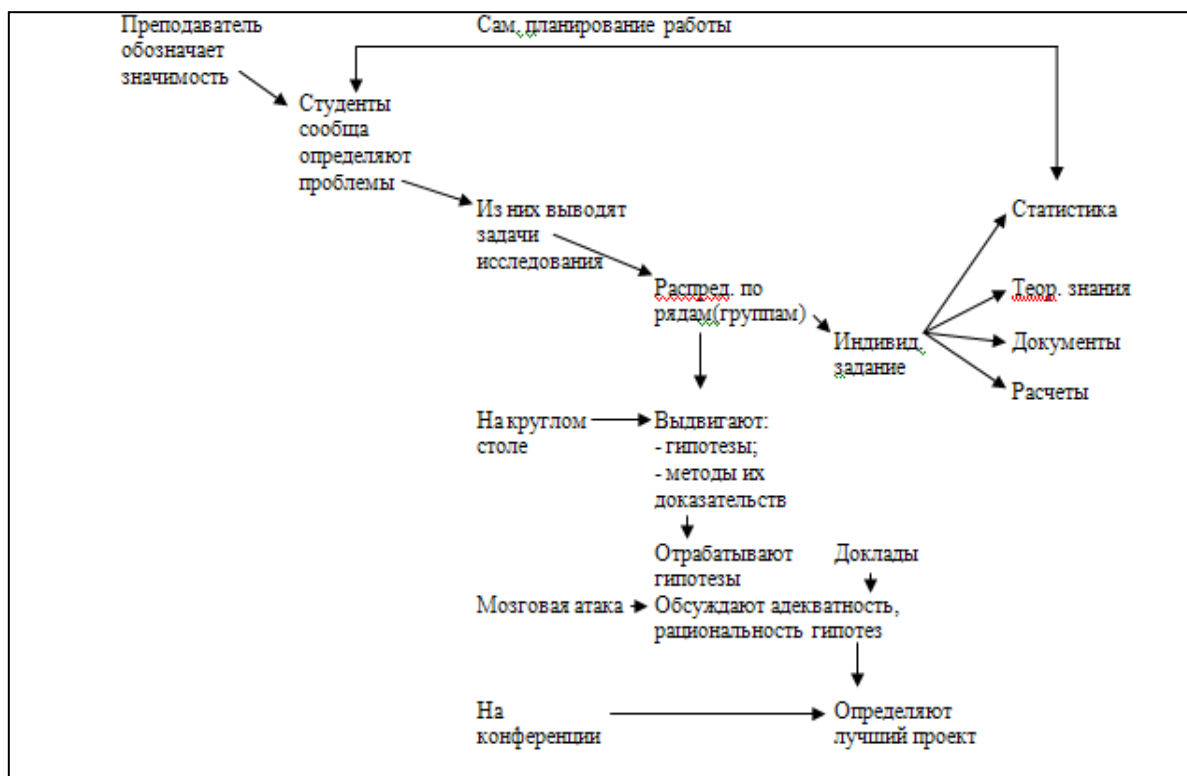 Преподаватель
обозначает
значимость
Сам. планирование работы
Студенты
сообща
определяют
проблемы
Из них выводят
задачи
исследования
Статистика
Распред. по
рядам(группам)
Теор. знания
Индивид.
задание
Документы
Расчеты
На круглом
столе
Выдвигают:
- гипотезы;
- методы их
доказательств
Отрабатывают
гипотезы
Доклады
Мозговая атака
Обсуждают адекватность,
рациональность гипотез
На
конференции
Определяют
лучший проект